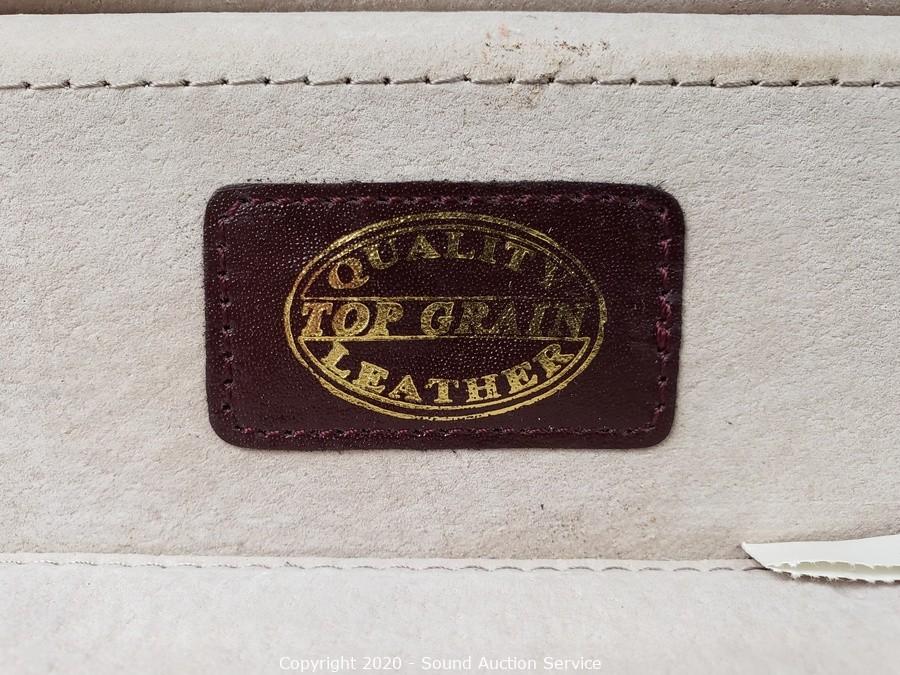 QUALITY
TOP GRAIN
LEATHER
Copyright 2020 - Sound Auction Service